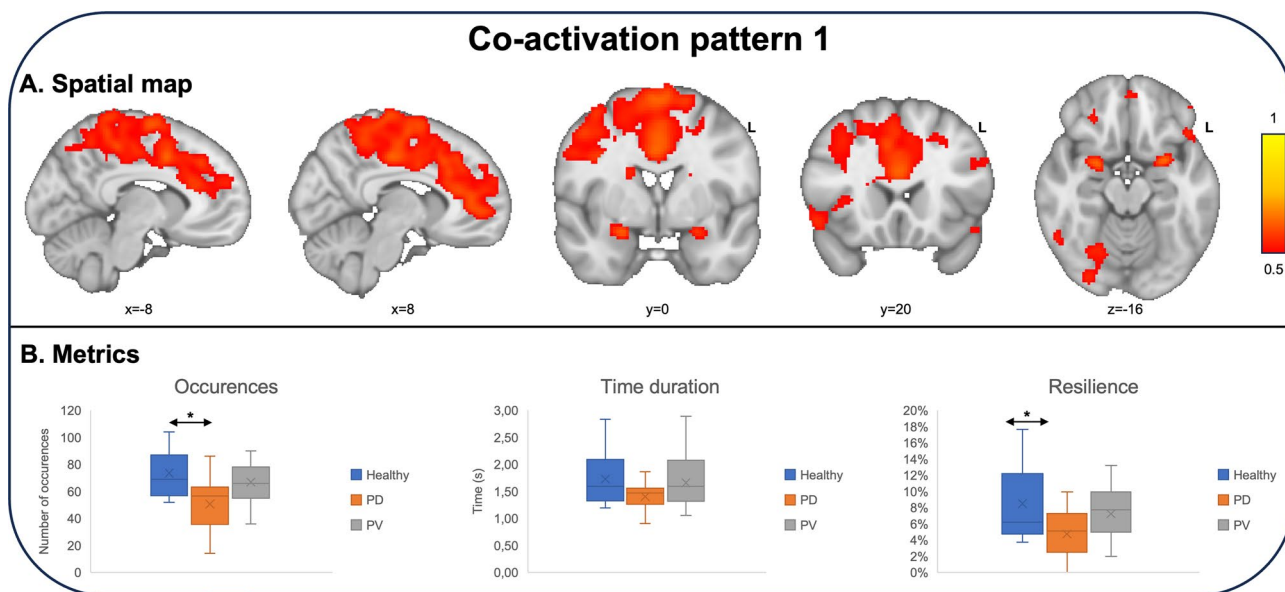 Co-activation pattern 1
A. Spatial map
L
L
L
1
0.5
x=-8
x=8
y=0
y=20
z=-16
B. Metrics
Occurences
Number of occurences
120
100
80
60
40
20
0
*
Healthy
PD
PV
Time duration
Time (s)
3,00
2,50
2,00
1,50
1,00
0,50
0,00
Healthy
PD
PV
Resilience
20%
18%
16%
14%
12%
10%
8%
6%
4%
2%
0%
*
Healthy
PD
PV